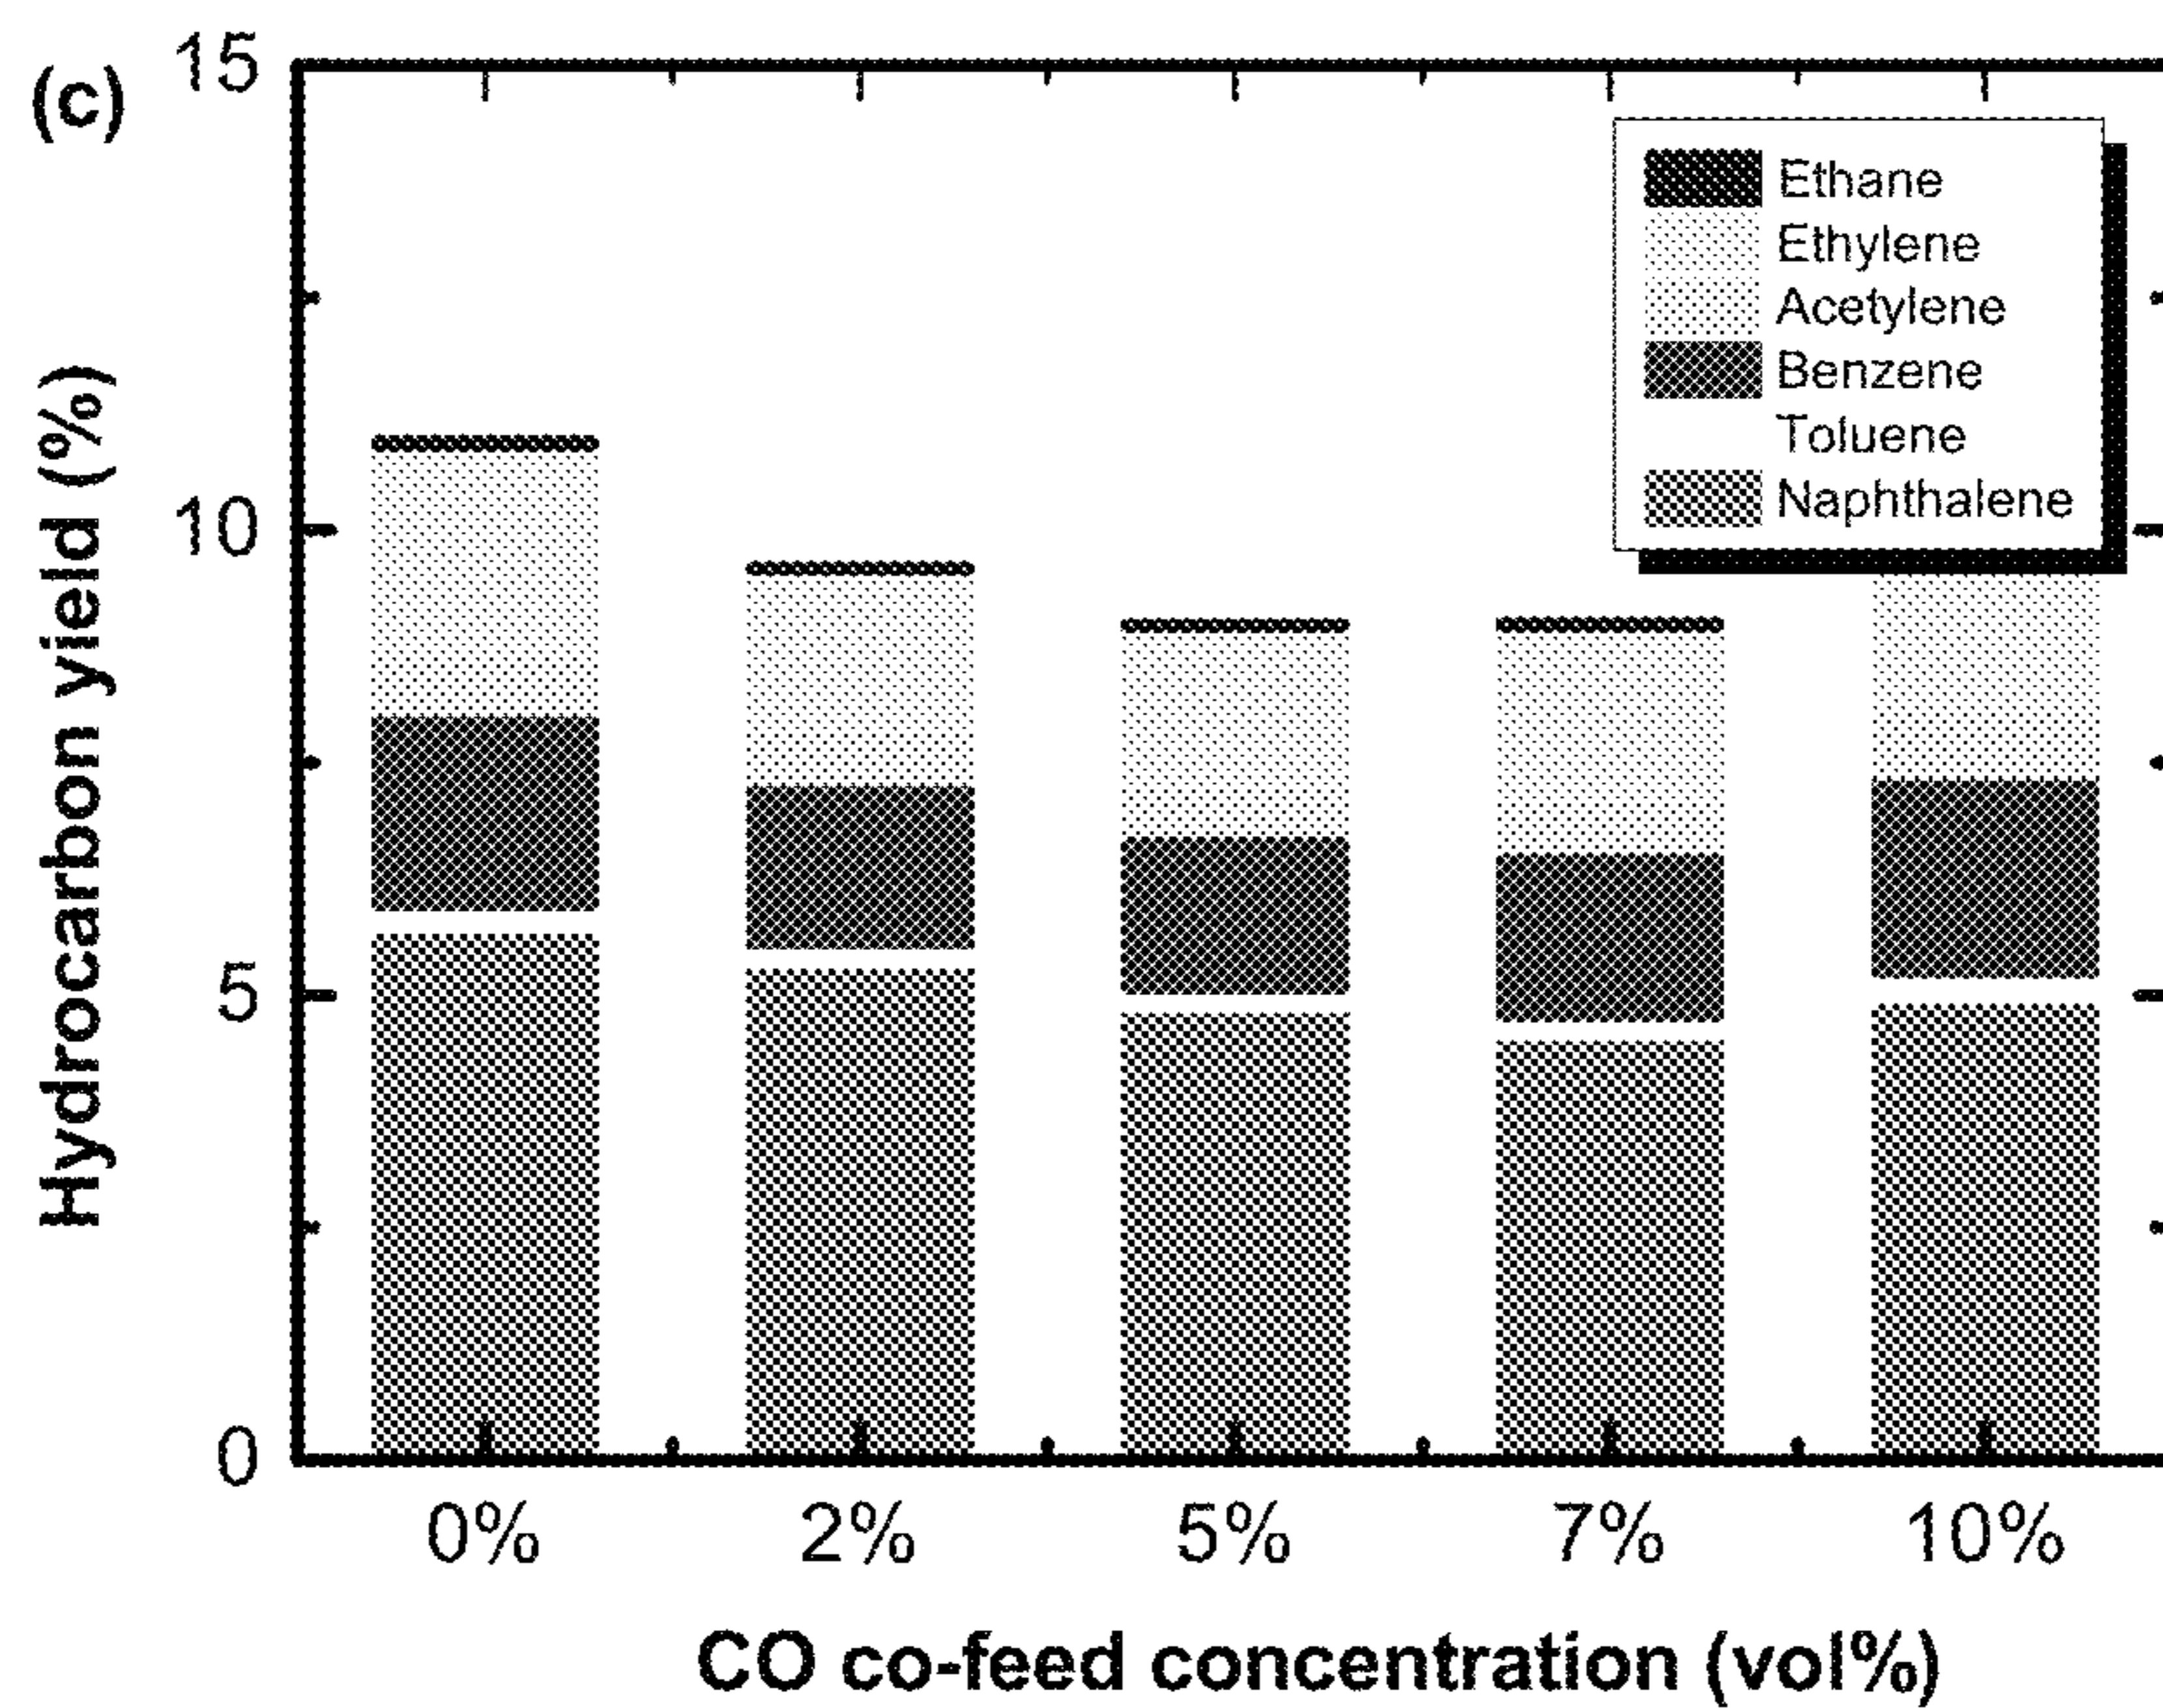 (c)
15
10
5
0
Hydrocarbon yield (%)
Ethane
Ethylene
Acetylene
Benzene
Toluene
Naphthalene
0% 2% 5% 7% 10%
CO co-feed concentration (vol%)